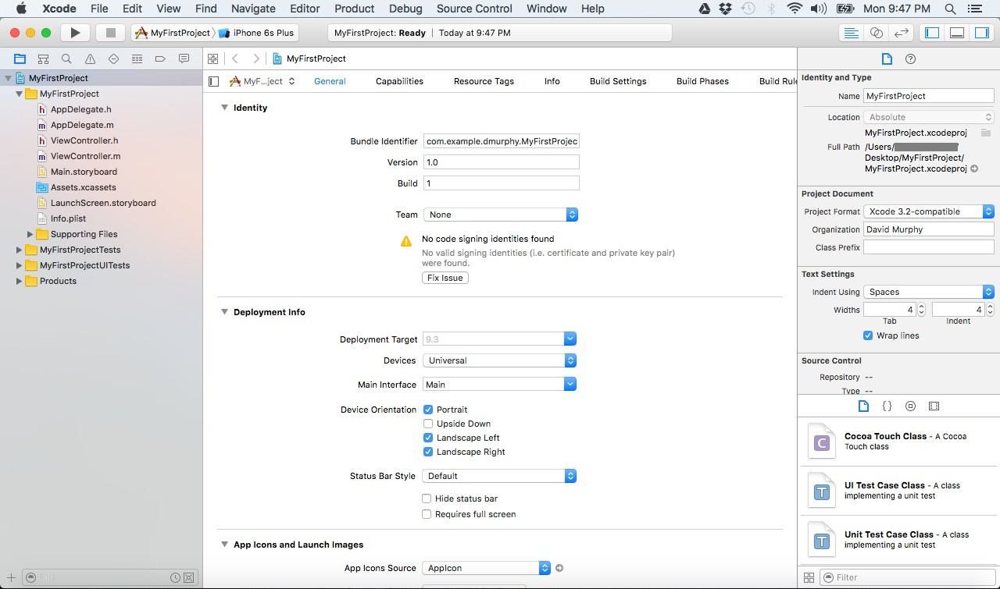 Xcode File Edit View Find Navigate Editor Product Debug Source Control Window Help Mon 9:47 PM
MyFirstProject iPhone 6s Plus MyFirstProject: Ready | Today at 9:47 PM
MyFirstProject
MyFirstProject
AppDelegate.h
AppDelegate.m
ViewController.h
ViewController.m
Main.storyboard
Assets.xcassets
LaunchScreen.storyboard
Info.plist
Supporting Files
MyFirstProjectTests
MyFirstProjectUITests
Products
Filter
MyFirstProject
MyF...ject General Capabilities Resource Tags Info Build Settings Build Phases Build Rule
Identity
Bundle Identifier com.example.dmurphy.MyFirstProjec
Version 1.0
Build 1
Team None
No code signing identities found
No valid signing identities (i.e. certificate and private key pair)
were found.
Fix Issue
Deployment Info
Deployment Target 9.3
Devices Universal
Main Interface Main
Device Orientation Portrait
Upside Down
Landscape Left
Landscape Right
Status Bar Style Default
Hide status bar
Requires full screen
App Icons and Launch Images
App Icons Source AppIcon
Identity and Type
Name MyFirstProject
Location Absolute
MyFirstProject.xcodeproj
Full Path /Users/
Desktop/MyFirstProject/
MyFirstProject.xcodeproj
Project Document
Project Format Xcode 3.2-compatible
Organization David Murphy
Class Prefix
Text Settings
Indent Using Spaces
Widths 4 4
Tab Indent
Wrap lines
Source Control
Repository --
Type --
{}
C Cocoa Touch Class - A Cocoa
Touch class
T UI Test Case Class - A class
implementing a unit test
T Unit Test Case Class - A class
implementing a unit test
Filter